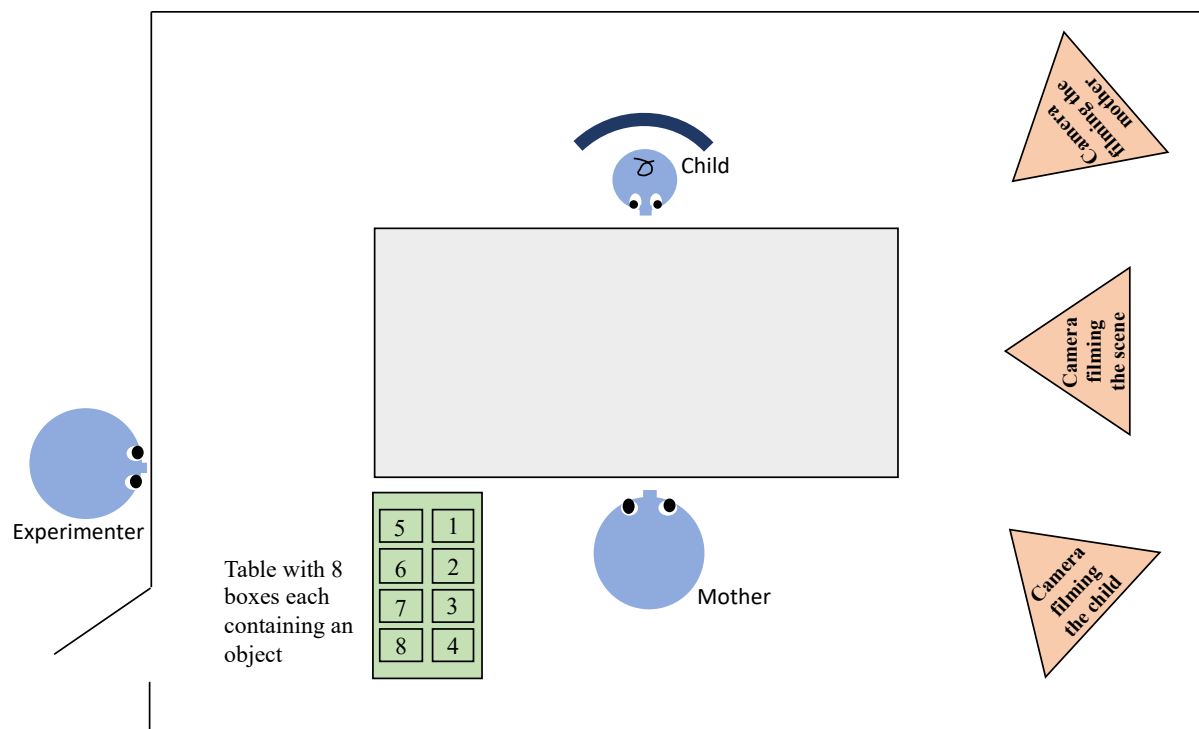 Camera
filming the
mother
Child
Camera
filming
the scene
Experimenter
5 1
6 2
7 3
8 4
Table with 8
boxes each
containing an
object
Mother
Camera
filming
the child